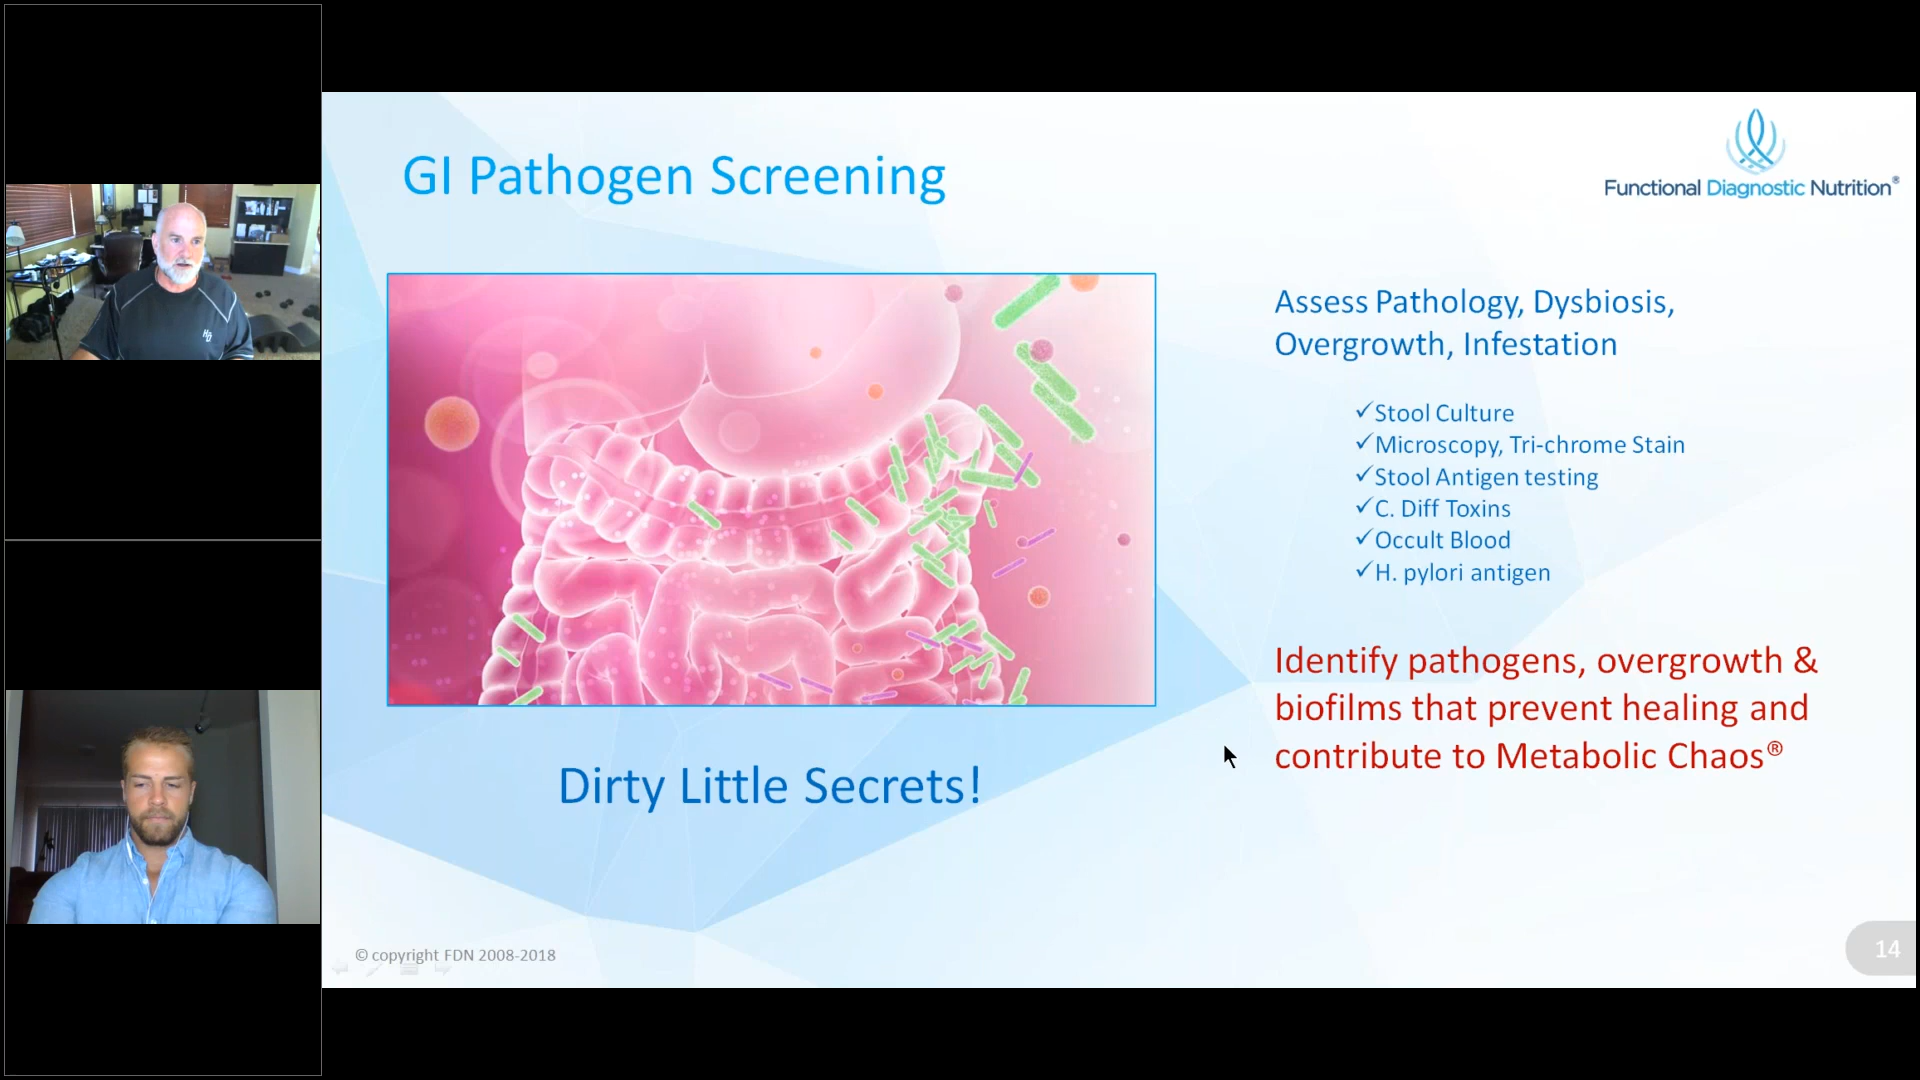 GI Pathogen Screening
Functional Diagnostic Nutrition®
Assess Pathology, Dysbiosis,
Overgrowth, Infestation
✓Stool Culture
✓Microscopy, Tri-chrome Stain
✓Stool Antigen testing
✓C. Diff Toxins
✓Occult Blood
✓H. pylori antigen
Identify pathogens, overgrowth &
biofilms that prevent healing and
contribute to Metabolic Chaos®
Dirty Little Secrets!
© copyright FDN 2008-2018
14